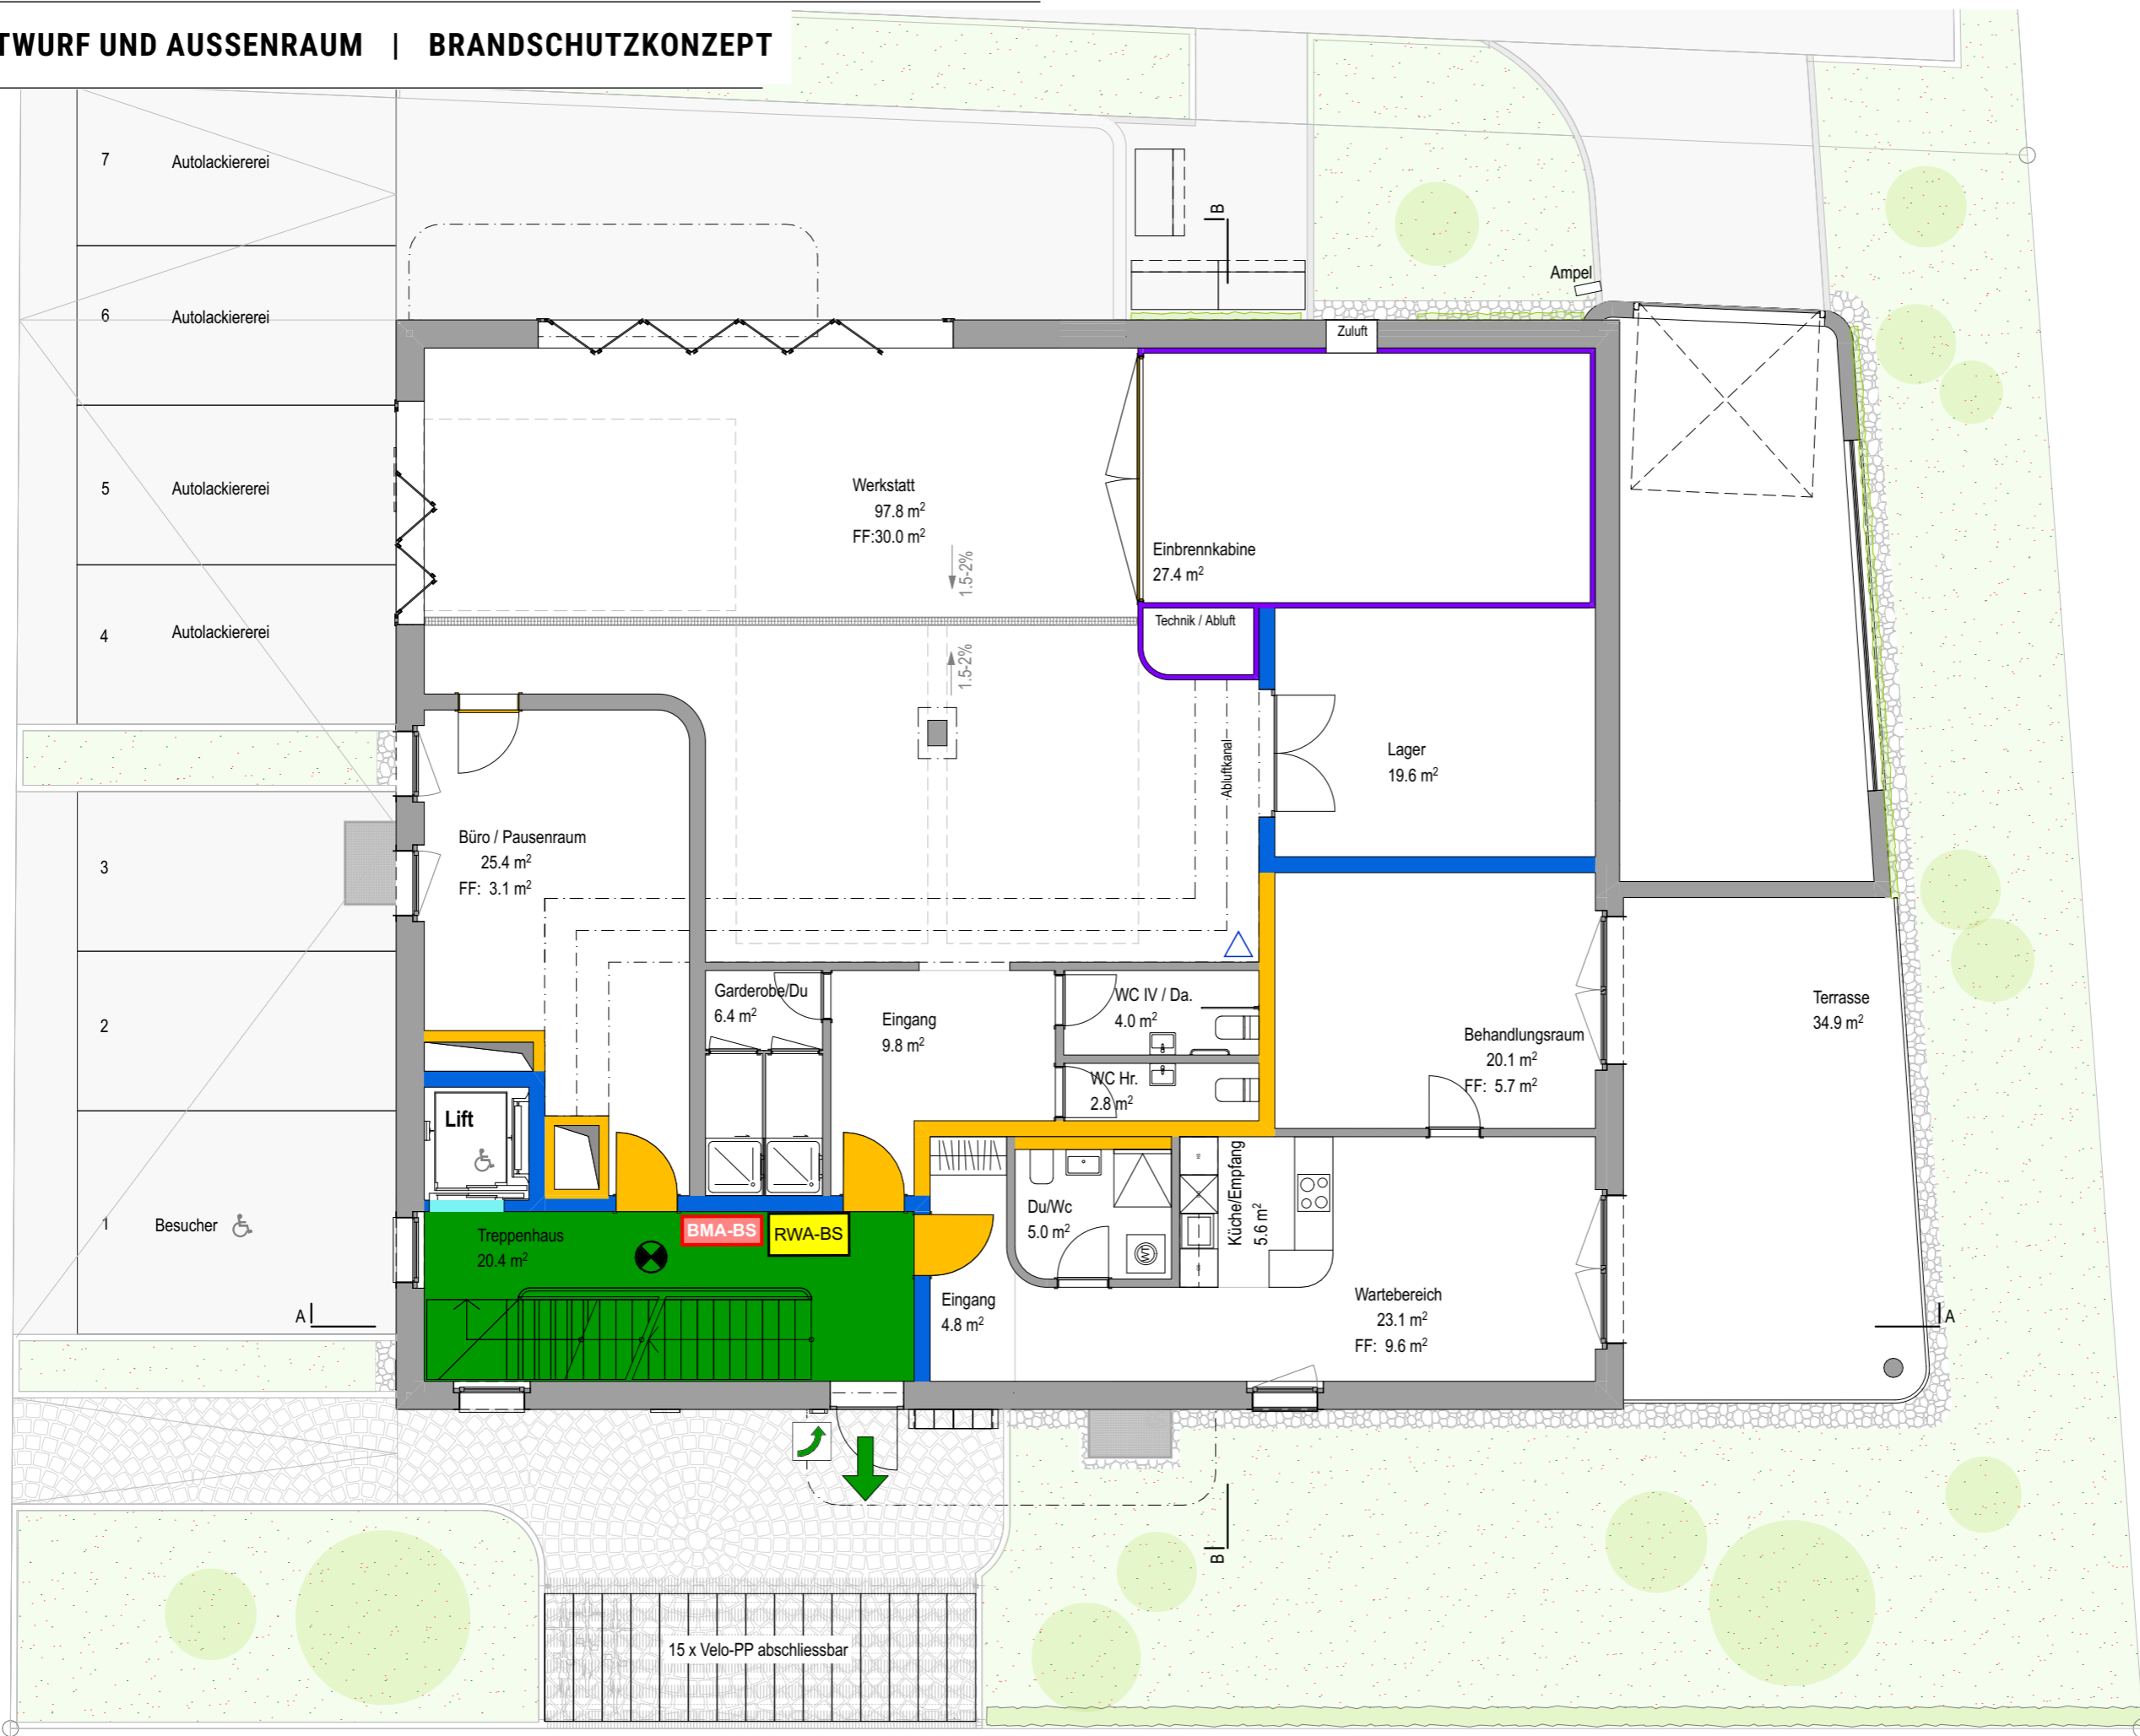 TWURF UND AUSSENRAUM | BRANDSCHUTZKONZEPT
7 Autolackiererei
6 Autolackiererei
5 Autolackiererei
4 Autolackiererei
3
2
1 Besucher
B
Ampel
Zuluft
Werkstatt
97.8 m²
FF:30.0 m²
1.5-2%
1.5-2%
Einbrennkabine
27.4 m²
Technik / Abluft
Abluftkanal
Lager
19.6 m²
Büro / Pausenraum
25.4 m²
FF: 3.1 m²
Garderobe/Du
6.4 m²
Eingang
9.8 m²
WC IV / Da.
4.0 m²
WC Hr.
2.8 m²
Behandlungsraum
20.1 m²
FF: 5.7 m²
Terrasse
34.9 m²
Lift
Treppenhaus
20.4 m²
BMA-BS
RWA-BS
Du/Wc
5.0 m²
WT
Küche/Empfang
5.6 m²
Eingang
4.8 m²
Wartebereich
23.1 m²
FF: 9.6 m²
A
A
B
15 x Velo-PP abschliessbar